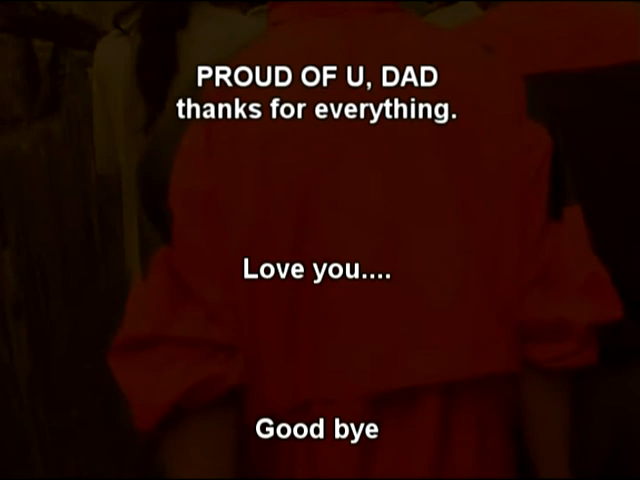 PROUD OF U, DAD
thanks for everything.
Love you....
Good bye